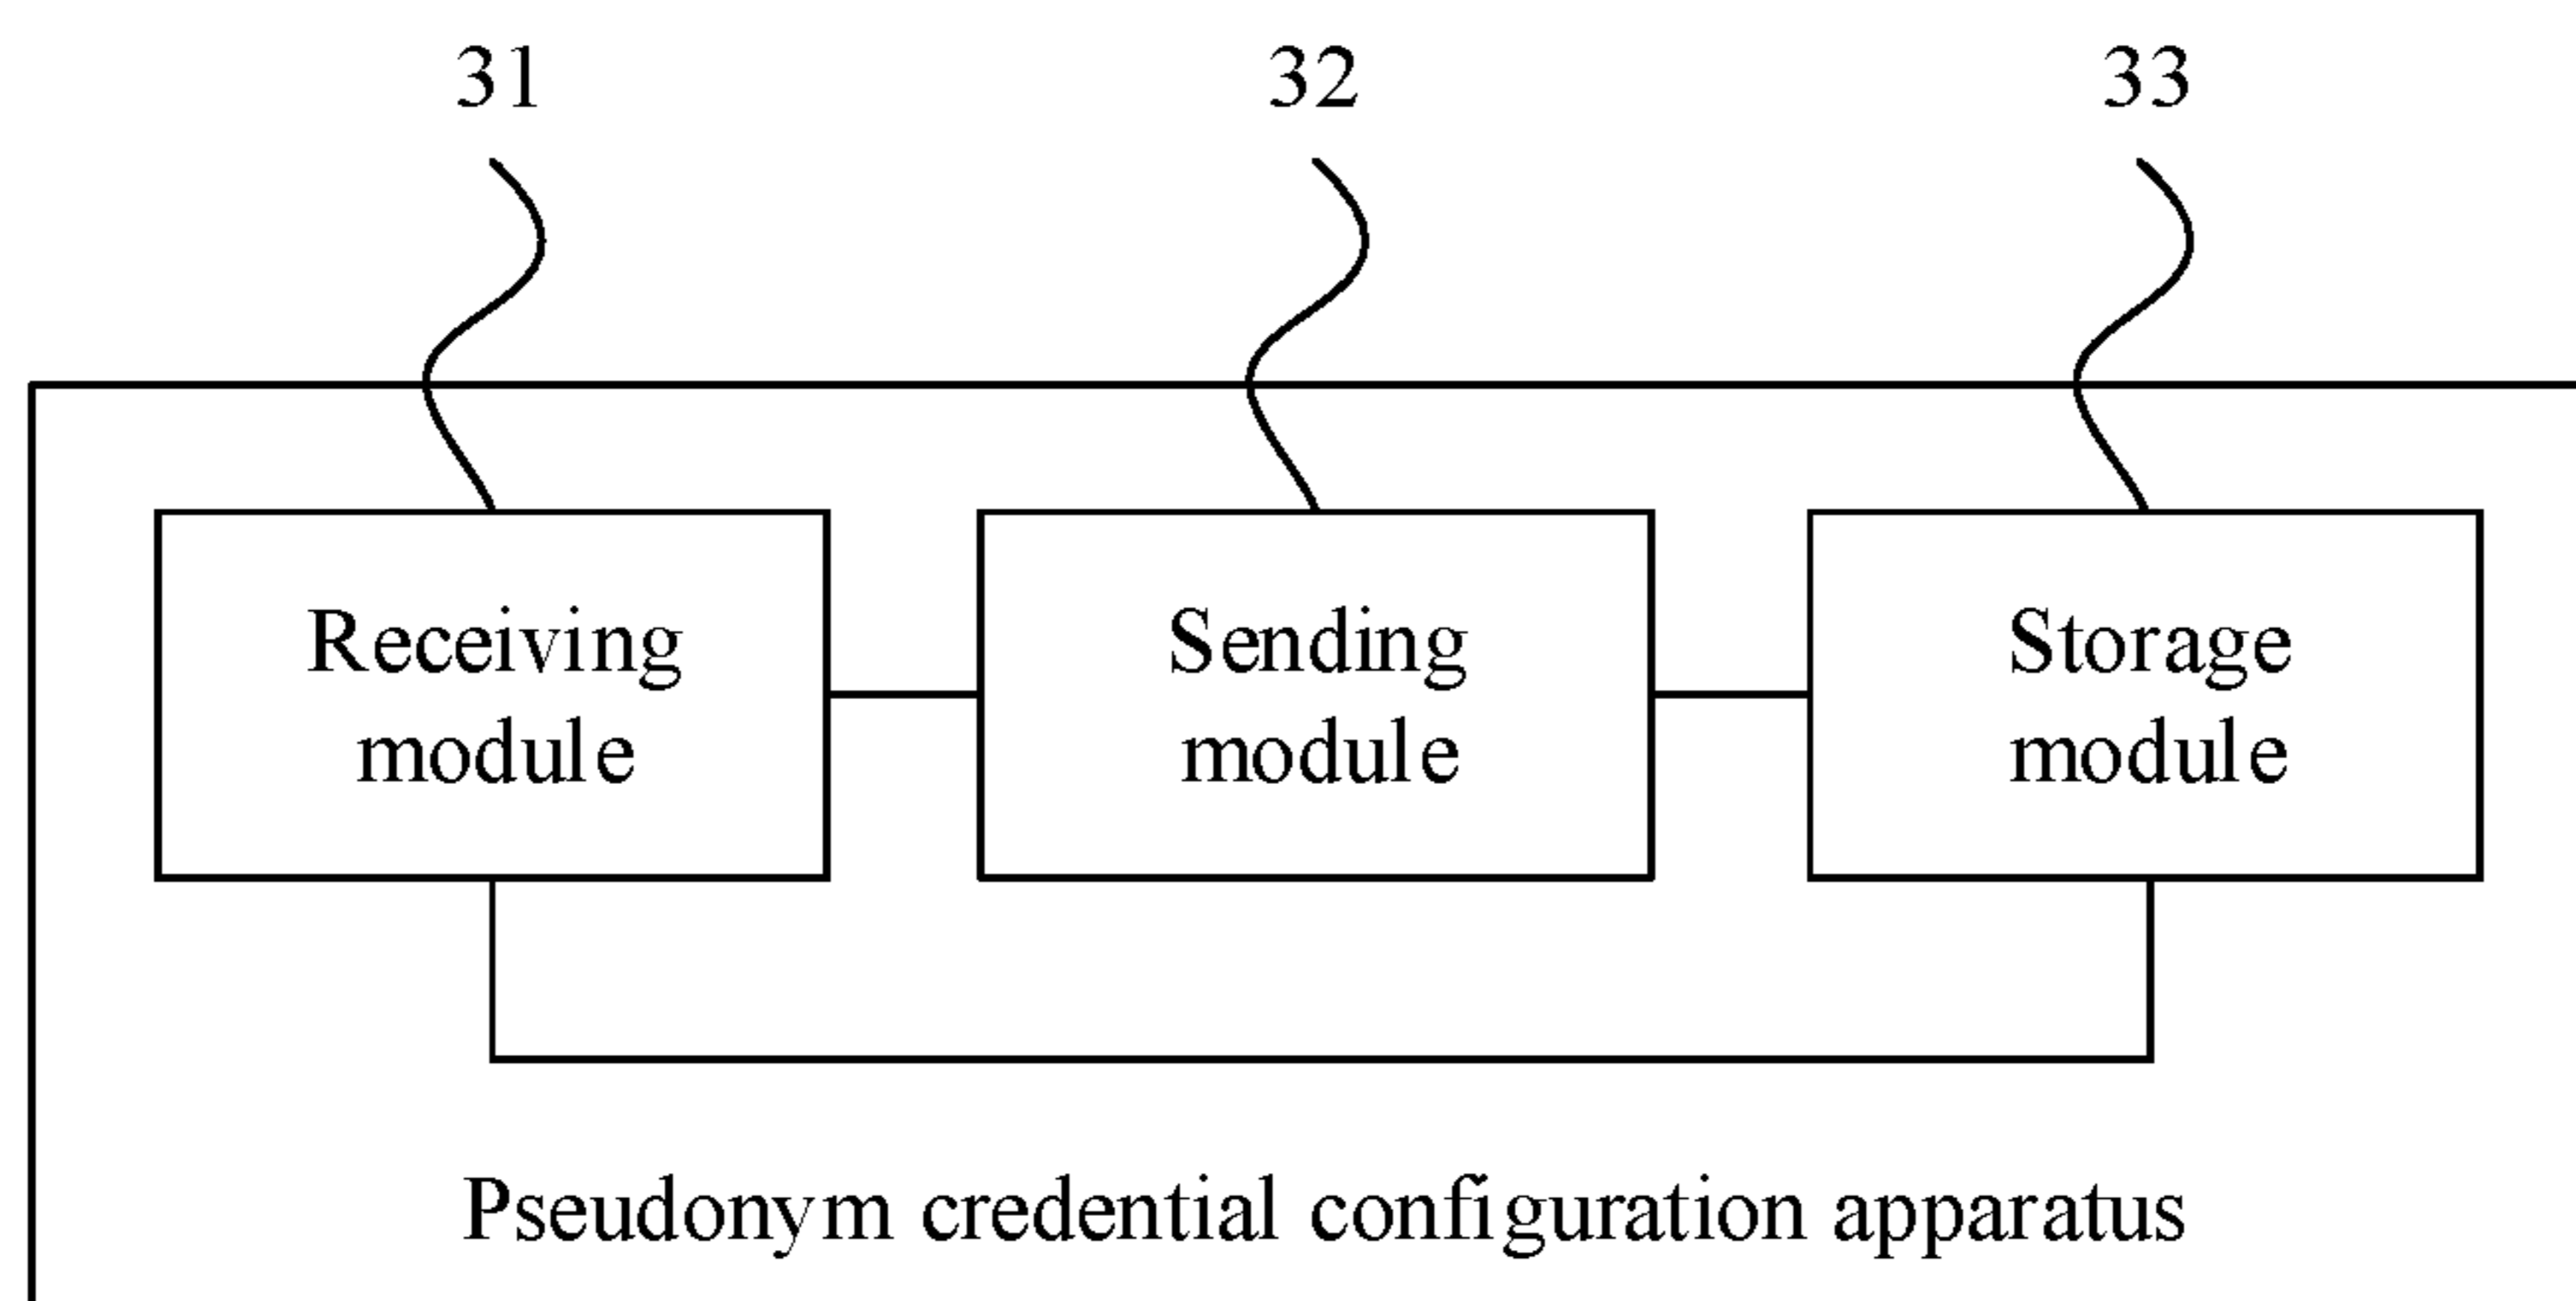 31
32
33
Receiving
module
Sending
module
Storage
module
Pseudonym credential configuration apparatus